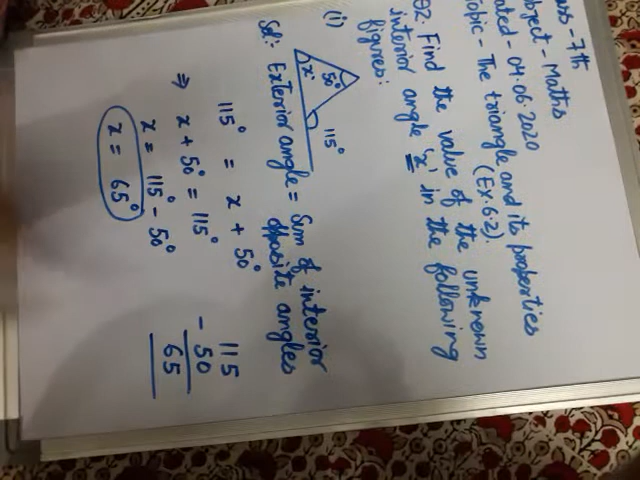 ass - 7th
bject - Maths
ated - 04.06.2020
opic - The triangle and its properties
(Ex. 6.2).
Q2. Find the value of the unknown
interior angle 'x' in the following
figures:
(i)
50°
x
115°
Sol: Exterior angle = Sum of interior
opposite angles
115° = x + 50°
⇒ x + 50° = 115°
x = 115° - 50°
x = 65°
115
- 50
65